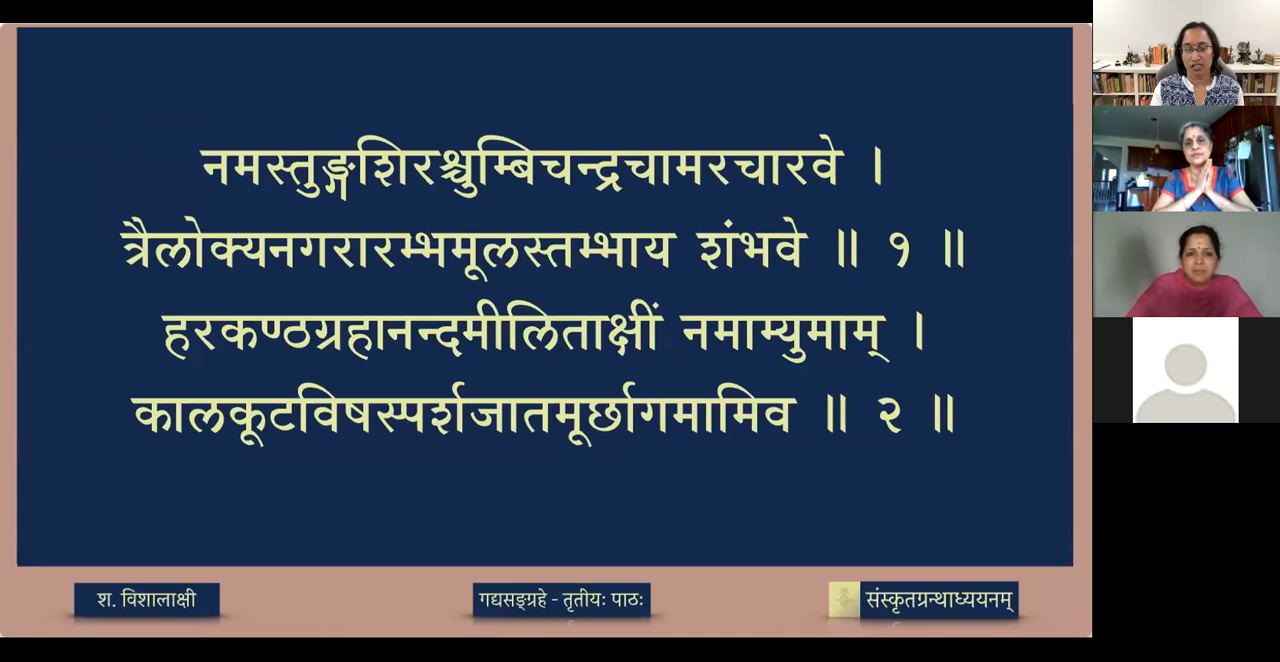 नमस्तुङ्गशिरश्चुम्बिचन्द्रचामरचारवे ।
त्रैलोक्यनगरारम्भमूलस्तम्भाय शंभवे ॥ १ ॥
हरकण्ठग्रहानन्दमीलिताक्षीं नमाम्युमाम् ।
कालकूटविषस्पर्शजातमूर्छागमामिव ॥ २ ॥
श. विशालाक्षी
गद्यसङ्ग्रहे - तृतीयः पाठः
संस्कृतग्रन्थाध्ययनम्